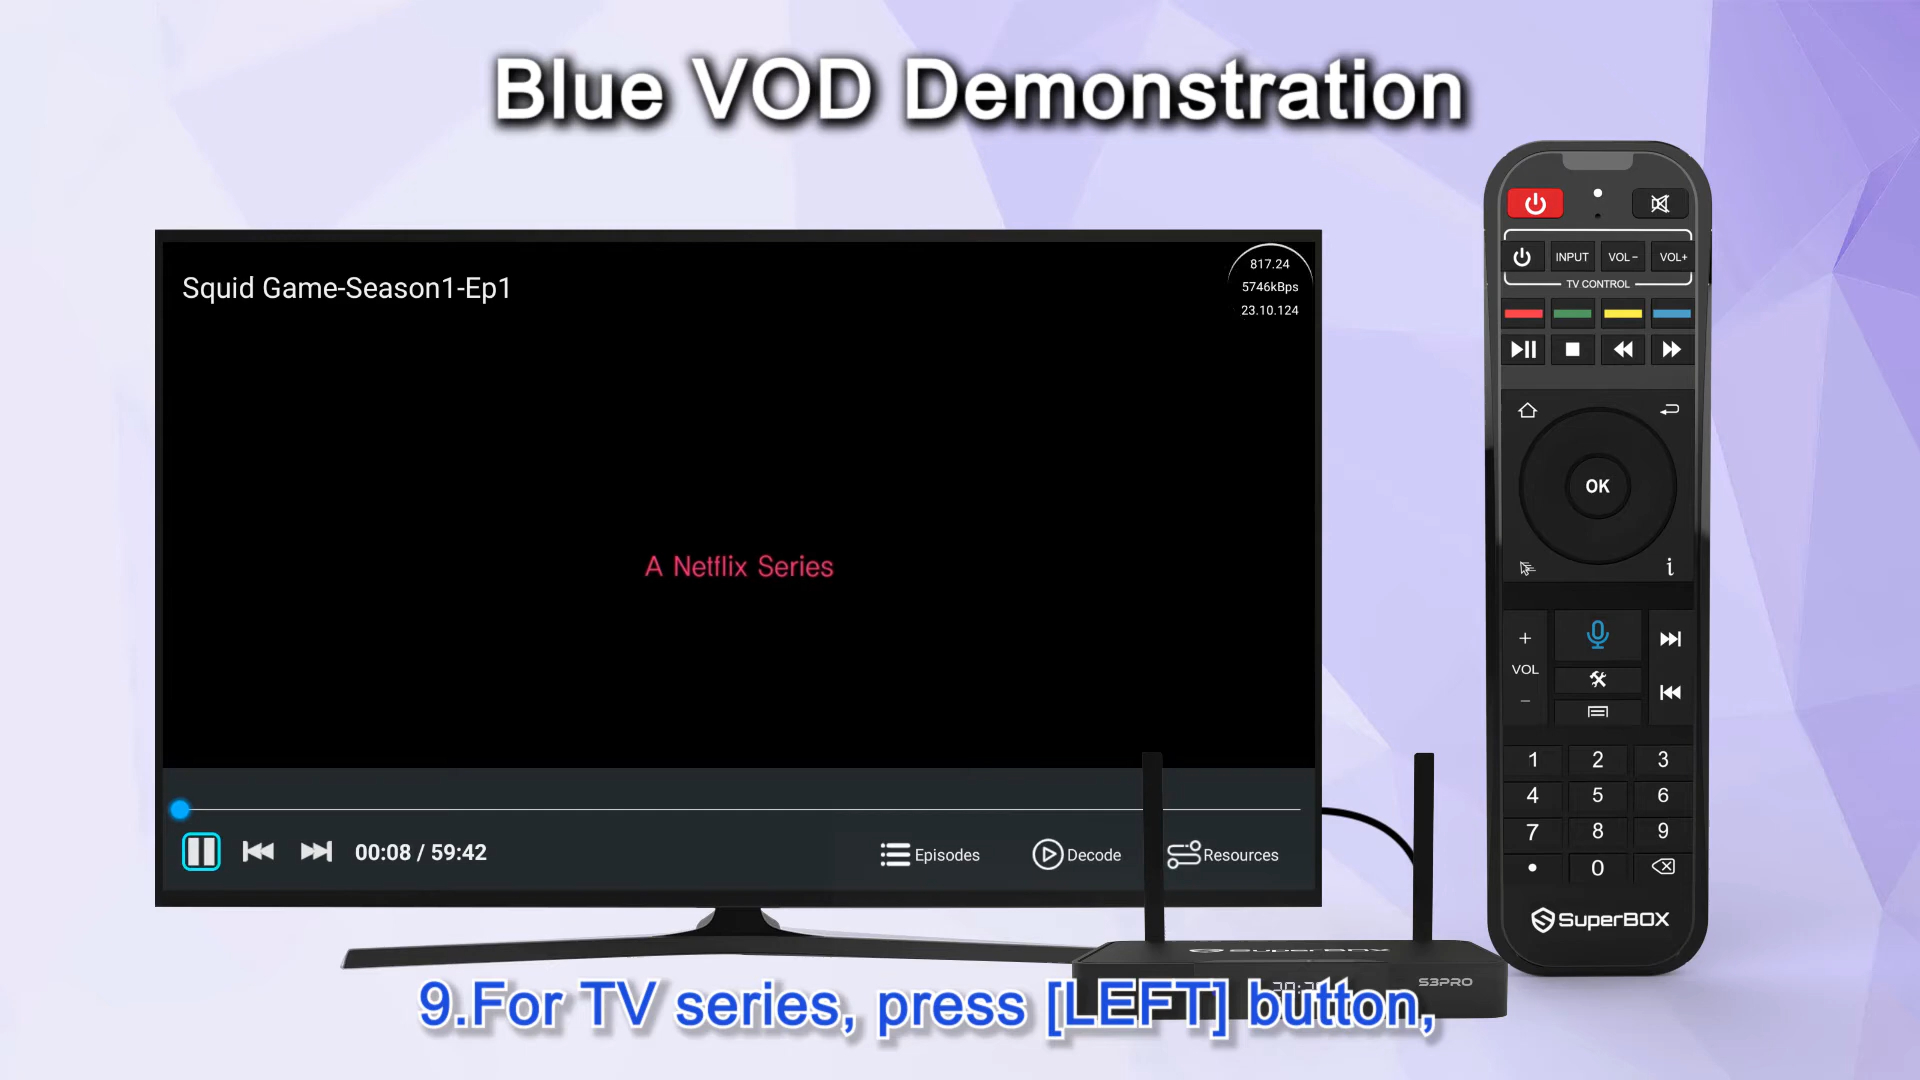 Blue VOD Demonstration
Squid Game-Season1-Ep1
817.24
5746kBps
23.10.124
A Netflix Series
00:08 / 59:42
Episodes
Decode
Resources
INPUT
VOL-
VOL+
TV CONTROL
OK
i
+
VOL
-
1 2 3
4 5 6
7 8 9
• 0
SuperBOX
SuperBOX
S3PRO
9.For TV series, press [LEFT] button,